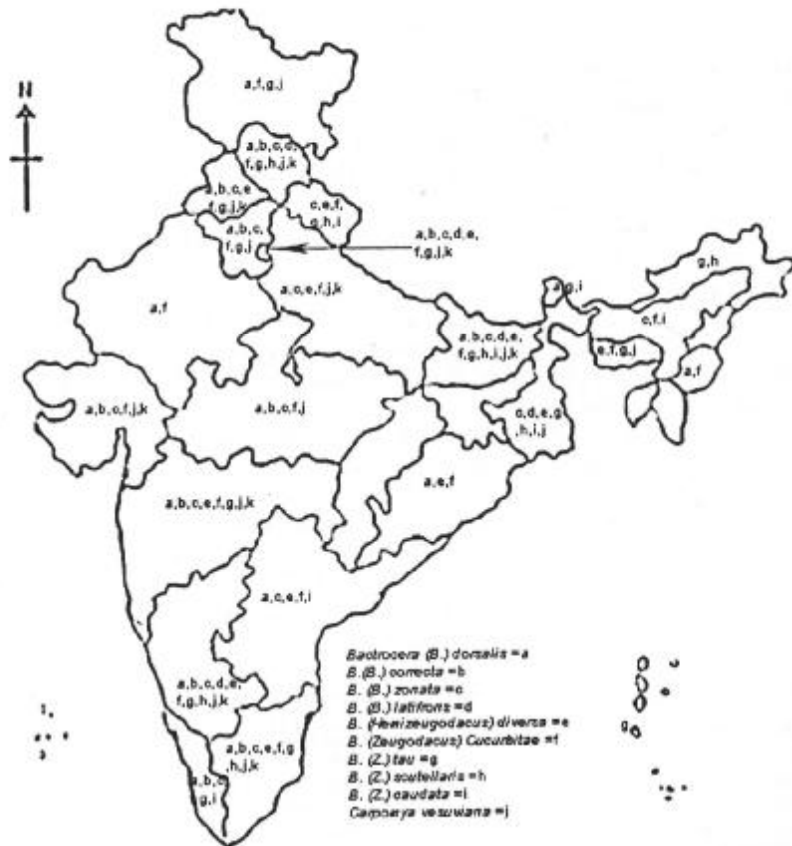 N
a,f,g,j
a,b,c,d,
f,g,h,j,k
a,b,c,e
f,g,j,k
c,e,f,
g,h,i
a,b,c,
f,g,j
a,b,c,d,e,
f,g,j,k
g,h
a,g,i
a,f
a,c,e,f,j,k
c,f,i
a,b,c,d,e,
f,g,h,i,j,k
e,f,g,j
a,f
a,b,c,f,j,k
a,b,c,f,j
c,d,e,g
,h,i,j
a,e,f
a,b,c,e,f,g,j,k
a,c,e,f,i
a,b,c,d,e,
f,g,h,j,k
a,b,c,e,f,g
,h,j,k
a,b,c
g,i
g
Bactrocera (B.) dorsalis =a
B.(B.) correcta =b
B. (B.) zonata =c
B. (B.) latifrons =d
B. (Hemizeugodacus) diversa =e
B. (Zeugodacus) Cucurbitae =f
B. (Z.) tau =g
B. (Z.) scutellaris =h
B. (Z.) caudata =i
Carpomya vesuviana =j